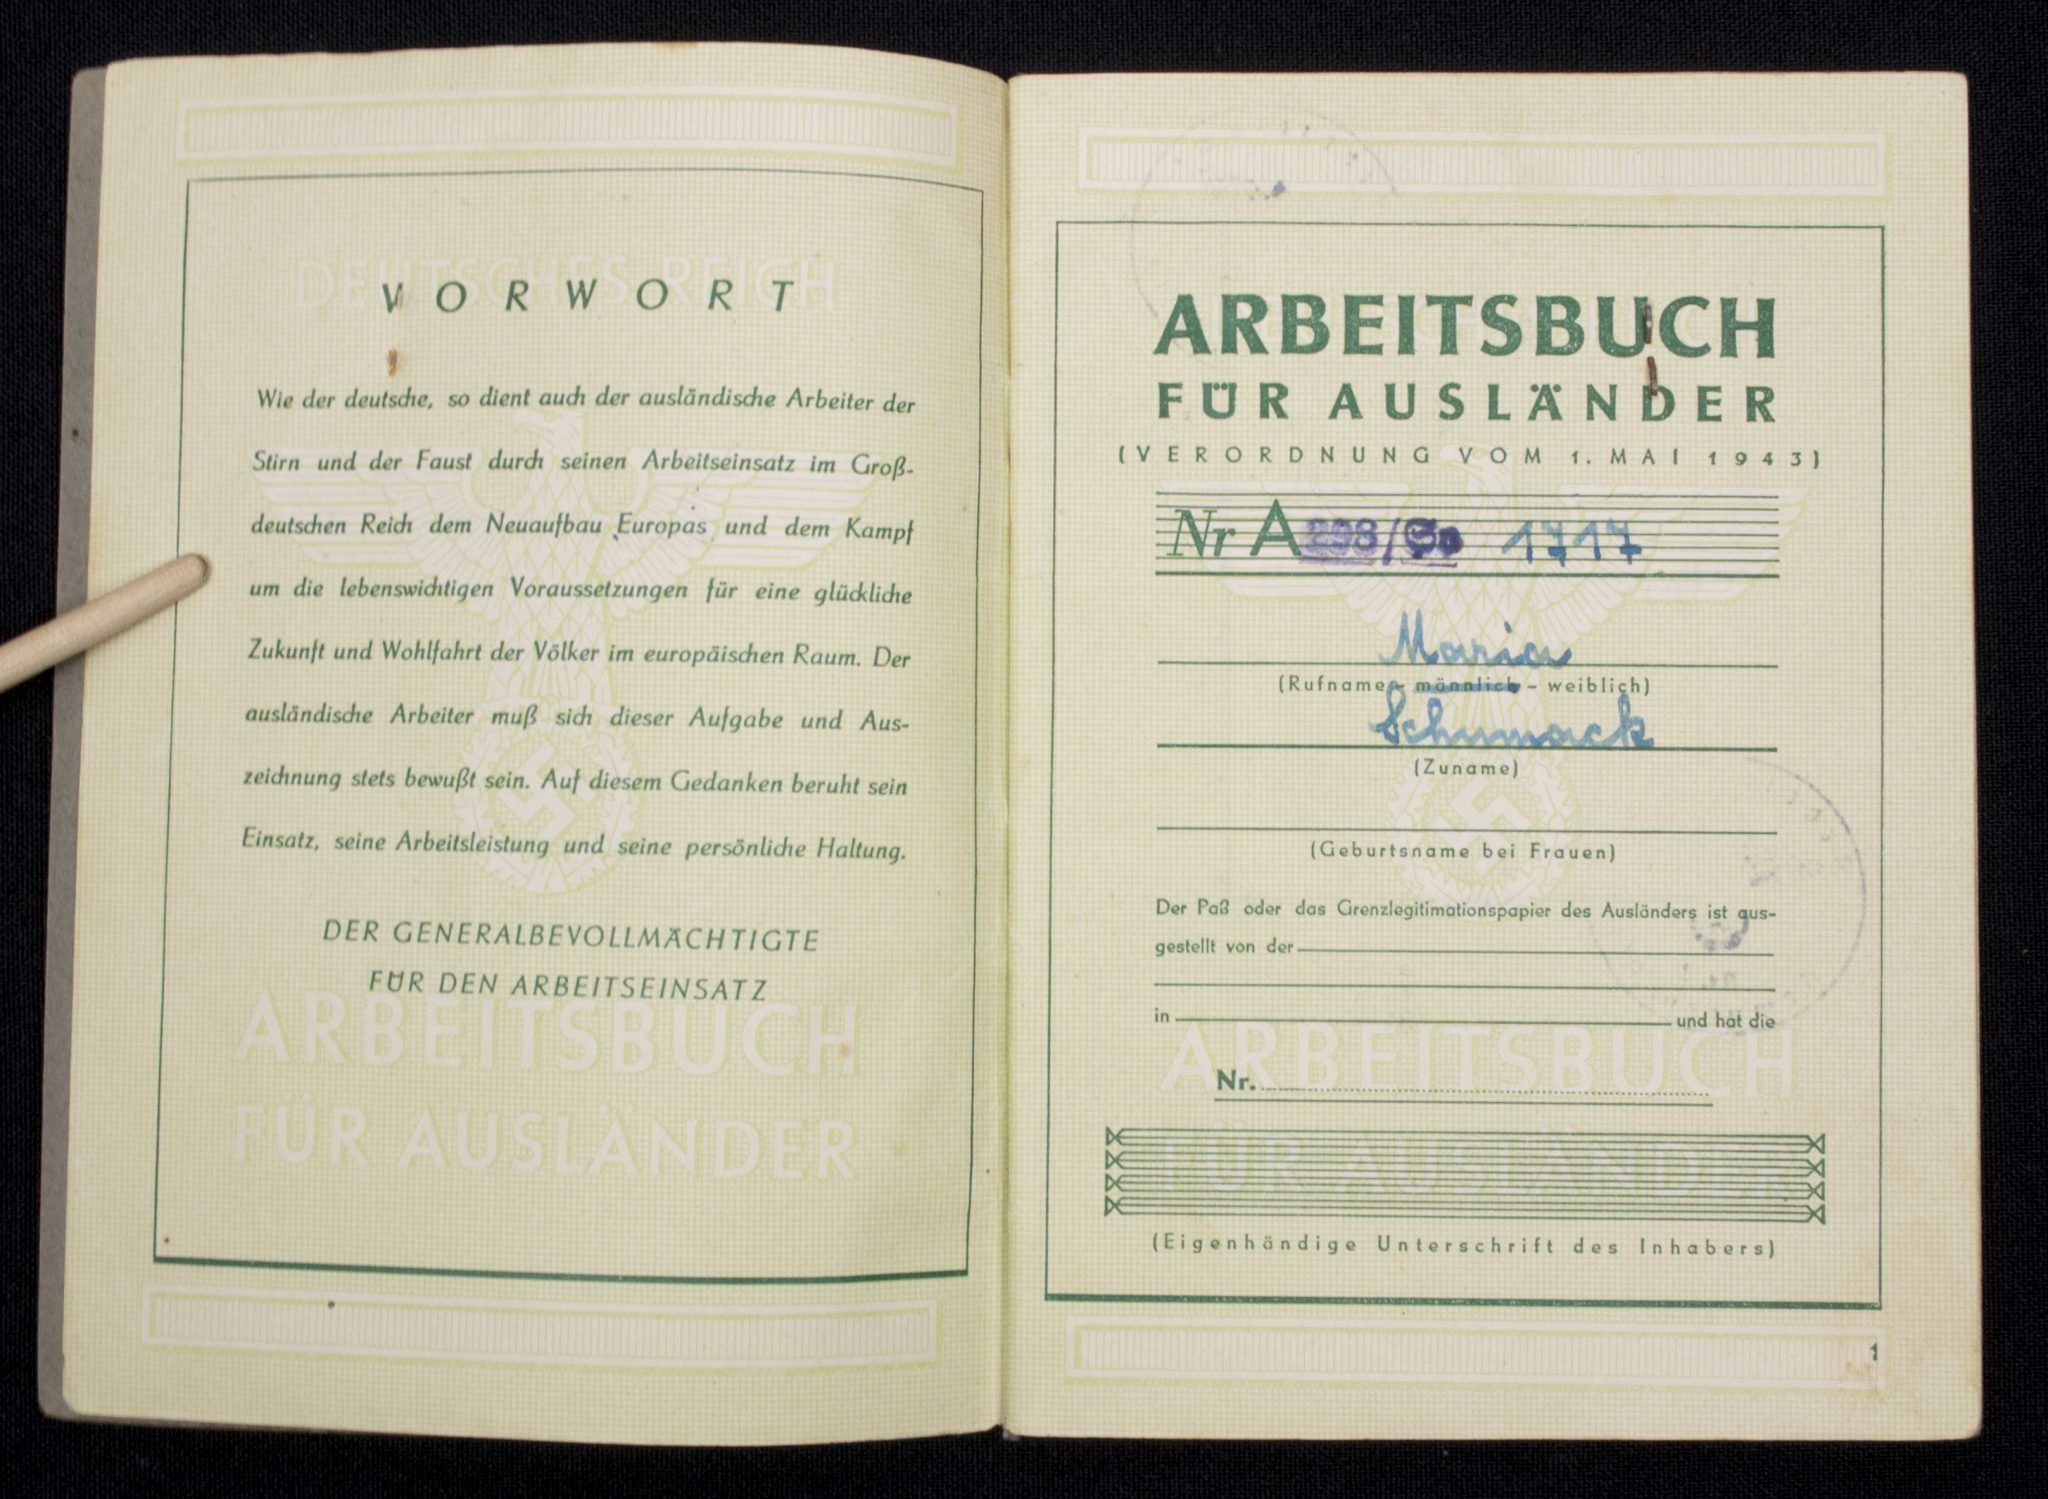 DEUTSCHES REICH
VORWORT
Wie der deutsche, so dient auch der ausländische Arbeiter der
Stirn und der Faust durch seinen Arbeitseinsatz im Groß-
deutschen Reich dem Neuaufbau Europas und dem Kampf
um die lebenswichtigen Voraussetzungen für eine glückliche
Zukunft und Wohlfahrt der Völker im europäischen Raum. Der
ausländische Arbeiter muß sich dieser Aufgabe und Aus-
zeichnung stets bewußt sein. Auf diesem Gedanken beruht sein
Einsatz, seine Arbeitsleistung und seine persönliche Haltung.
DER GENERALBEVOLLMÄCHTIGTE
FÜR DEN ARBEITSEINSATZ
ARBEITSBUCH
FÜR AUSLÄNDER
ARBEITSBUCH
FÜR AUSLÄNDER
(VERORDNUNG VOM 1. MAI 1943)
Nr A 298/ 1717
Maria
(Rufname - männlich - weiblich)
Schumack
(Zuname)
(Geburtsname bei Frauen)
Der Paß oder das Grenzlegitimationspapier des Ausländers ist aus-
gestellt von der
in und hat die
ARBEITSBUCH
Nr.
FÜR AUSLÄNDER
(Eigenhändige Unterschrift des Inhabers)
1